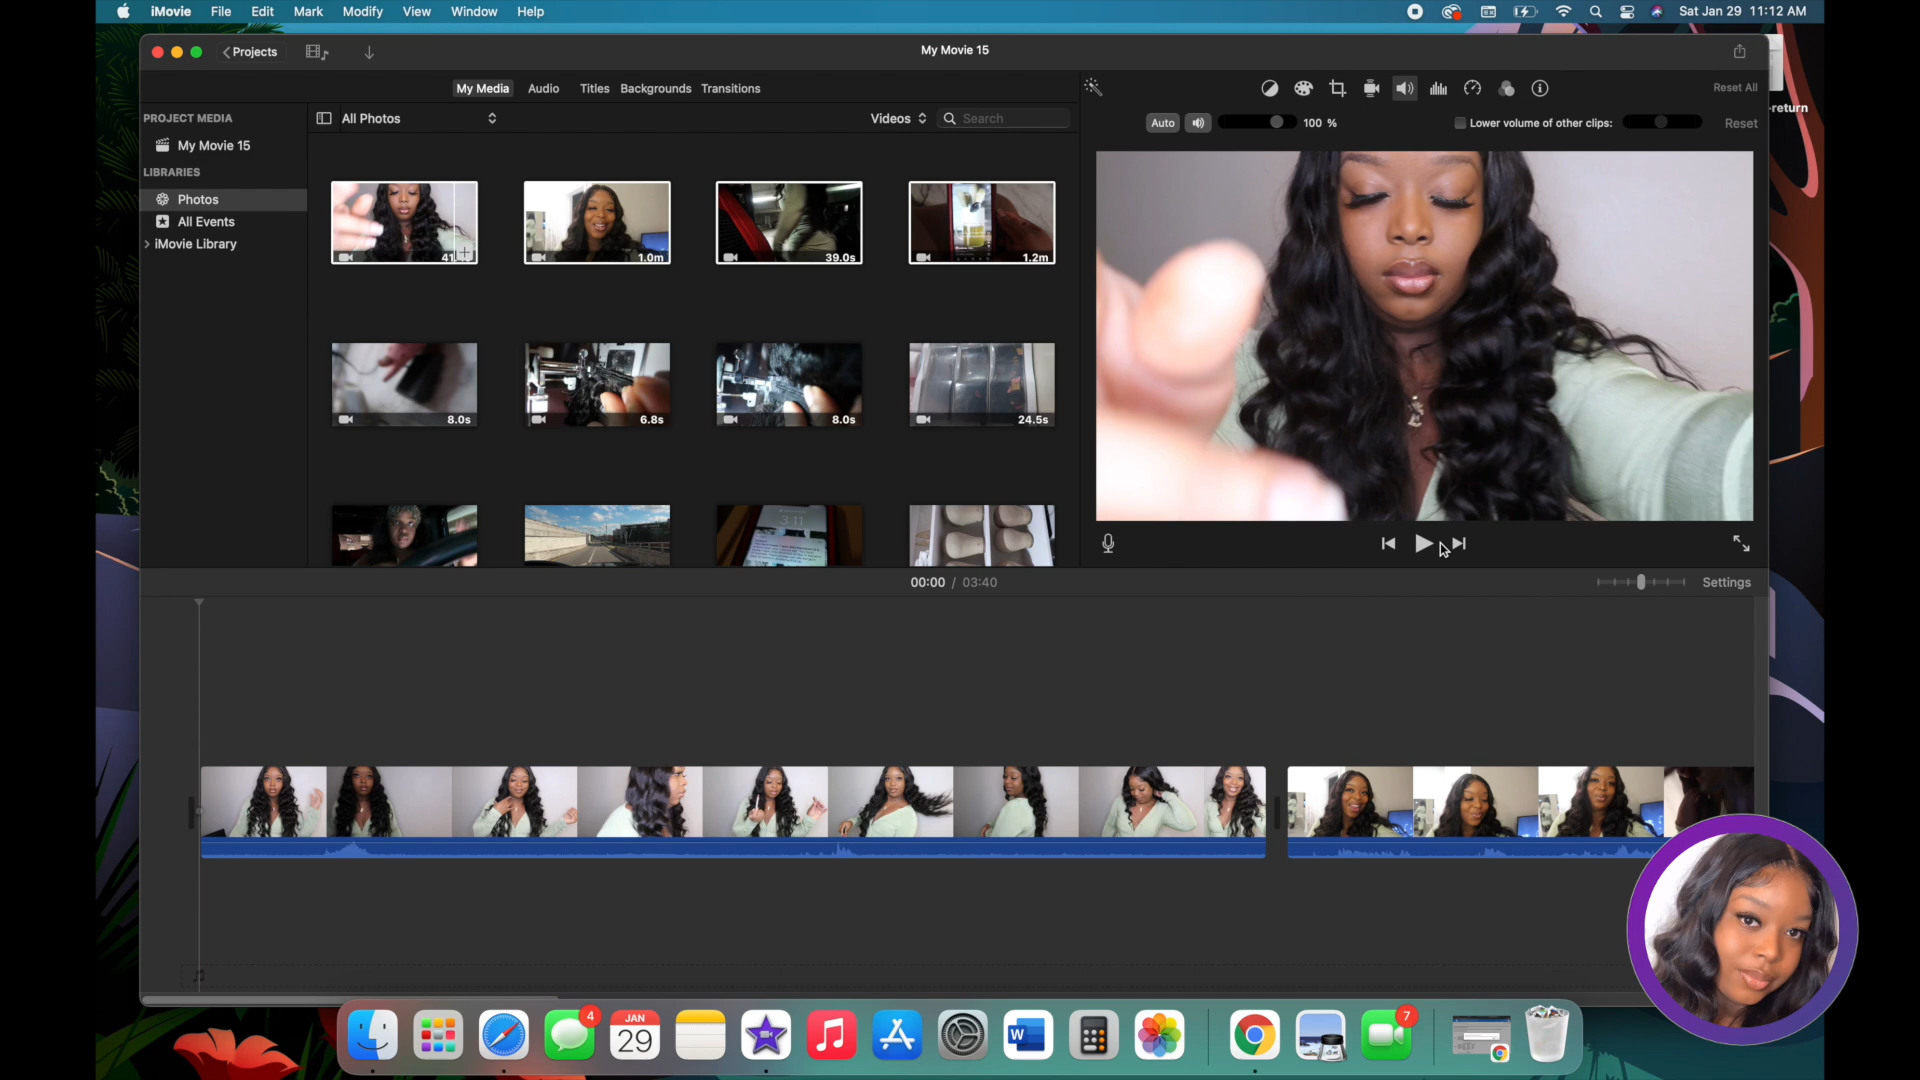 iMovie File Edit Mark Modify View Window Help
Sat Jan 29 11:12 AM
Projects
My Movie 15
My Media Audio Titles Backgrounds Transitions
Reset All
-return
PROJECT MEDIA
All Photos
Videos
Search
Auto
100 %
Lower volume of other clips:
Reset
My Movie 15
LIBRARIES
Photos
All Events
iMovie Library
1.0m
39.0s
1.2m
8.0s
6.8s
8.0s
24.5s
3:11
00:00 / 03:40
Settings
4
JAN
29
W
7